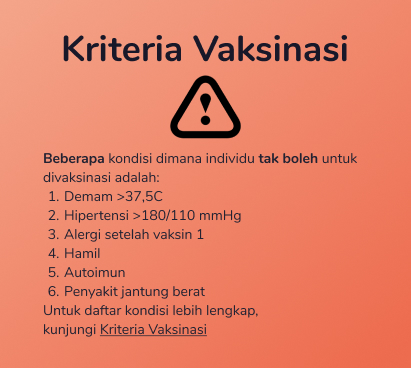 Kriteria Vaksinasi
Beberapa kondisi dimana individu tak boleh untuk
divaksinasi adalah:
1. Demam >37,5C
2. Hipertensi >180/110 mmHg
3. Alergi setelah vaksin 1
4. Hamil
5. Autoimun
6. Penyakit jantung berat
Untuk daftar kondisi lebih lengkap,
kunjungi Kriteria Vaksinasi